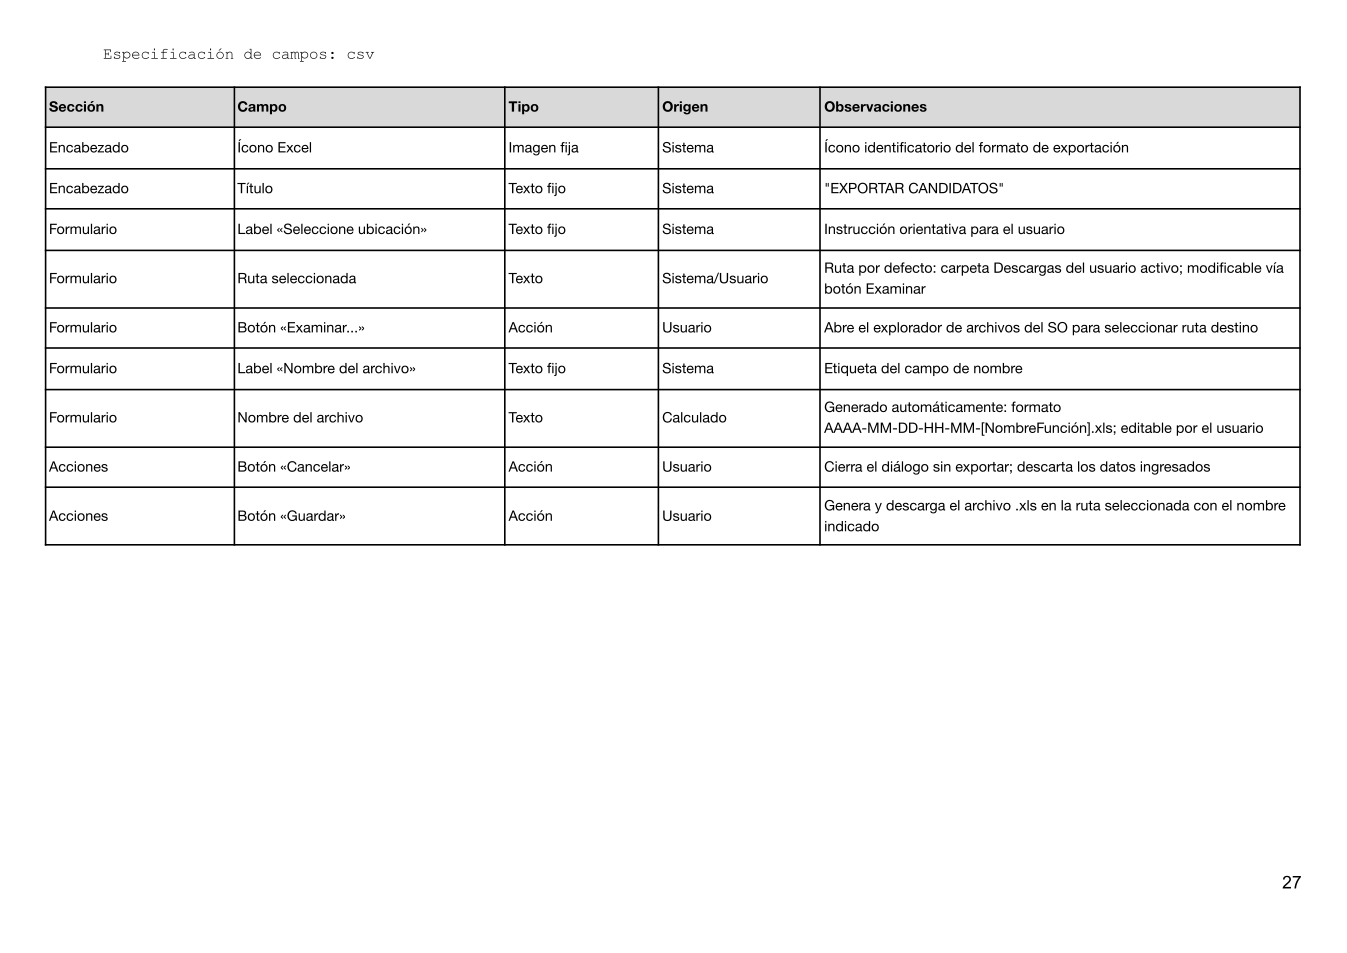 Especificación de campos: csv
Sección Campo Tipo Origen Observaciones
Encabezado Ícono Excel Imagen fija Sistema Ícono identificatorio del formato de exportación
Encabezado Título Texto fijo Sistema "EXPORTAR CANDIDATOS"
Formulario Label «Seleccione ubicación» Texto fijo Sistema Instrucción orientativa para el usuario
Formulario Ruta seleccionada Texto Sistema/Usuario Ruta por defecto: carpeta Descargas del usuario activo; modificable vía
botón Examinar
Formulario Botón «Examinar...» Acción Usuario Abre el explorador de archivos del SO para seleccionar ruta destino
Formulario Label «Nombre del archivo» Texto fijo Sistema Etiqueta del campo de nombre
Formulario Nombre del archivo Texto Calculado Generado automáticamente: formato
AAAA-MM-DD-HH-MM-[NombreFunción].xls; editable por el usuario
Acciones Botón «Cancelar» Acción Usuario Cierra el diálogo sin exportar; descarta los datos ingresados
Acciones Botón «Guardar» Acción Usuario Genera y descarga el archivo .xls en la ruta seleccionada con el nombre
indicado
27